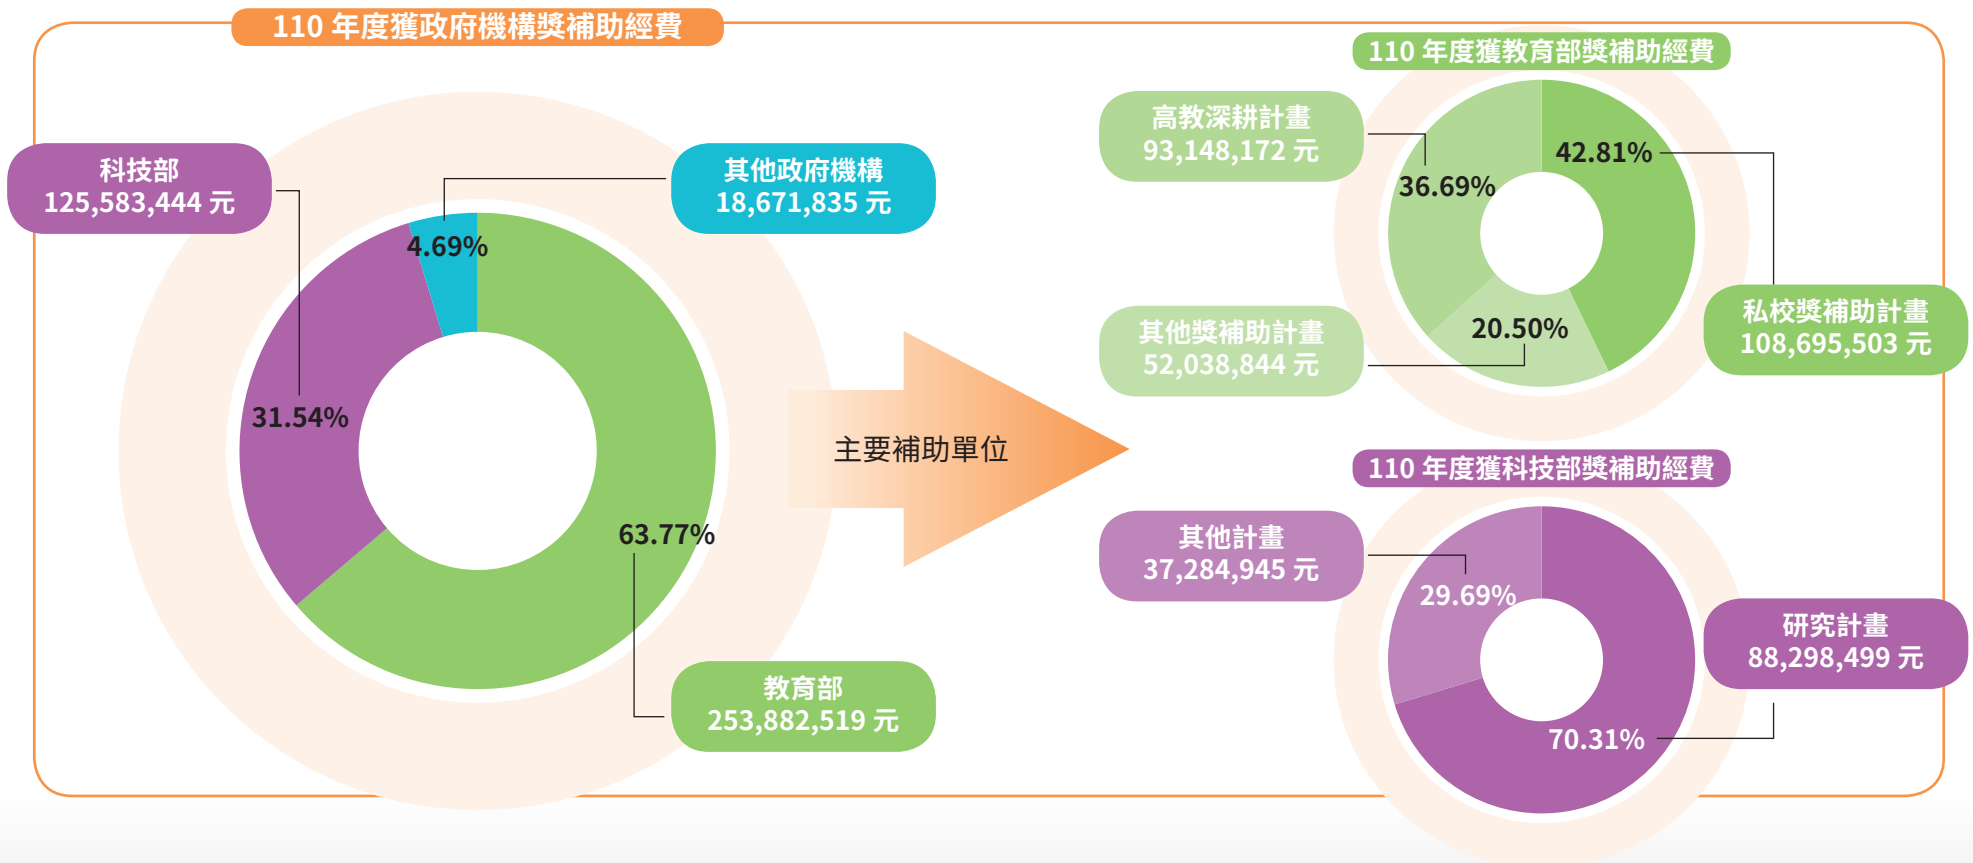 110 年度獲政府機構獎補助經費
科技部
125,583,444 元
其他政府機構
18,671,835 元
4.69%
31.54%
63.77%
教育部
253,882,519 元
主要補助單位
110 年度獲教育部獎補助經費
高教深耕計畫
93,148,172 元
42.81%
36.69%
其他獎補助計畫
52,038,844 元
20.50%
私校獎補助計畫
108,695,503 元
110 年度獲科技部獎補助經費
其他計畫
37,284,945 元
29.69%
研究計畫
88,298,499 元
70.31%